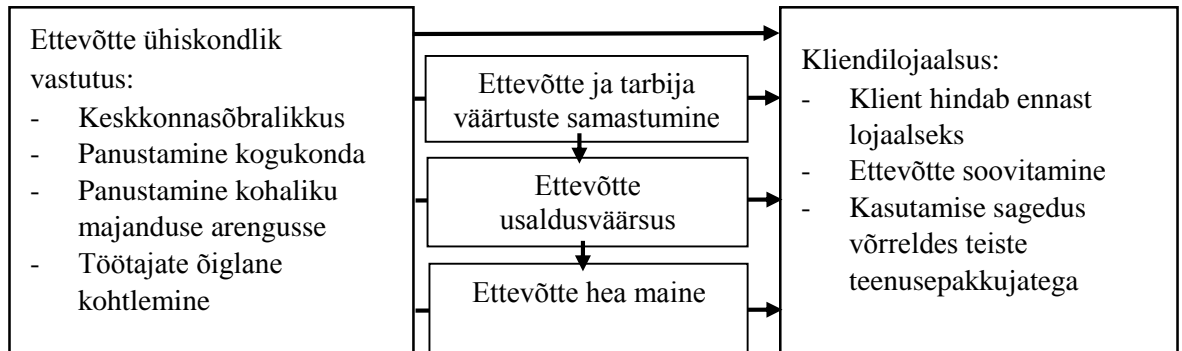 Ettevõtte ühiskondlik
vastutus:
- Keskkonnasõbralikkus
- Panustamine kogukonda
- Panustamine kohaliku
majanduse arengusse
- Töötajate õiglane
kohtlemine
Ettevõtte ja tarbija
väärtuste samastumine
Ettevõtte
usaldusväärsus
Ettevõtte hea maine
Kliendilojaalsus:
- Klient hindab ennast
lojaalseks
- Ettevõtte soovitamine
- Kasutamise sagedus
võrreldes teiste
teenusepakkujatega